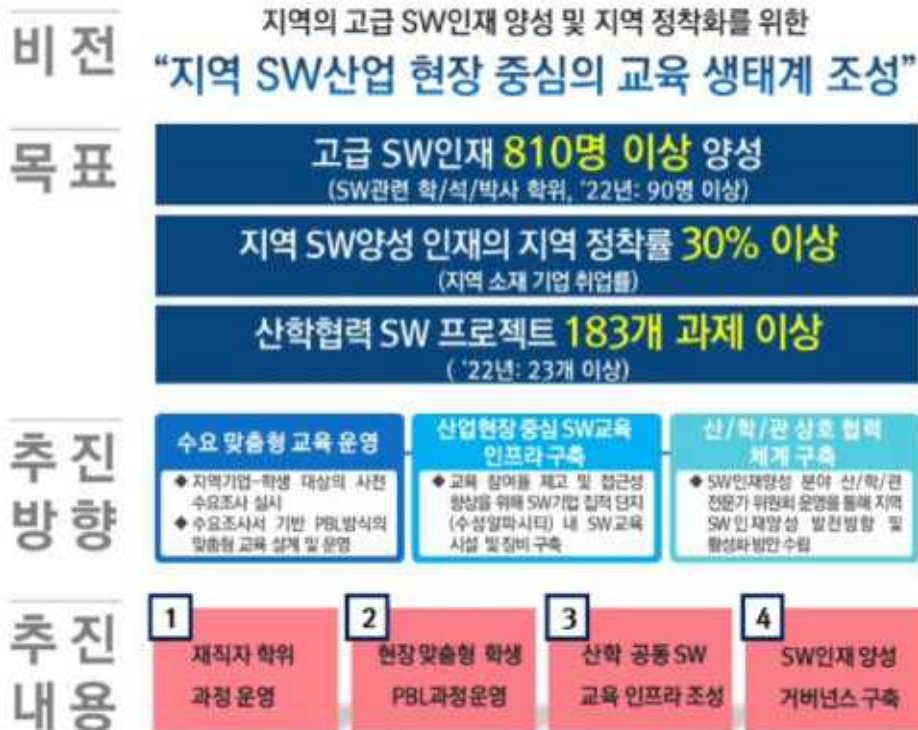 비전
지역의 고급 SW인재 양성 및 지역 정착화를 위한
“지역 SW산업 현장 중심의 교육 생태계 조성”
목표
고급 SW인재 810명 이상 양성
(SW관련 학/석/박사 학위, ‘22년: 90명 이상)
지역 SW양성 인재의 지역 정착률 30% 이상
(지역 소재 기업 취업률)
산학협력 SW 프로젝트 183개 과제 이상
( ‘22년: 23개 이상)
추진
방향
수요 맞춤형 교육 운영
◆ 지역기업-학생 대상의 사전
수요조사 실시
◆ 수요조사서 기반 PBL방식의
맞춤형 교육 설계 및 운영
산업현장 중심 SW교육
인프라 구축
◆ 교육 참여율 제고 및 접근성
향상을 위해 SW기업 집적 단지
(수성알파시티) 내 SW교육
시설 및 장비 구축
산/학/관 상호 협력
체계 구축
◆ SW인재양성 분야 산/학/관
전문가 위원회 운영을 통해 지역
SW인재양성 발전방향 및
활성화 방안 수립
추진
내용
1
재직자 학위
과정 운영
2
현장맞춤형 학생
PBL과정운영
3
산학 공동 SW
교육 인프라 조성
4
SW인재 양성
거버넌스 구축